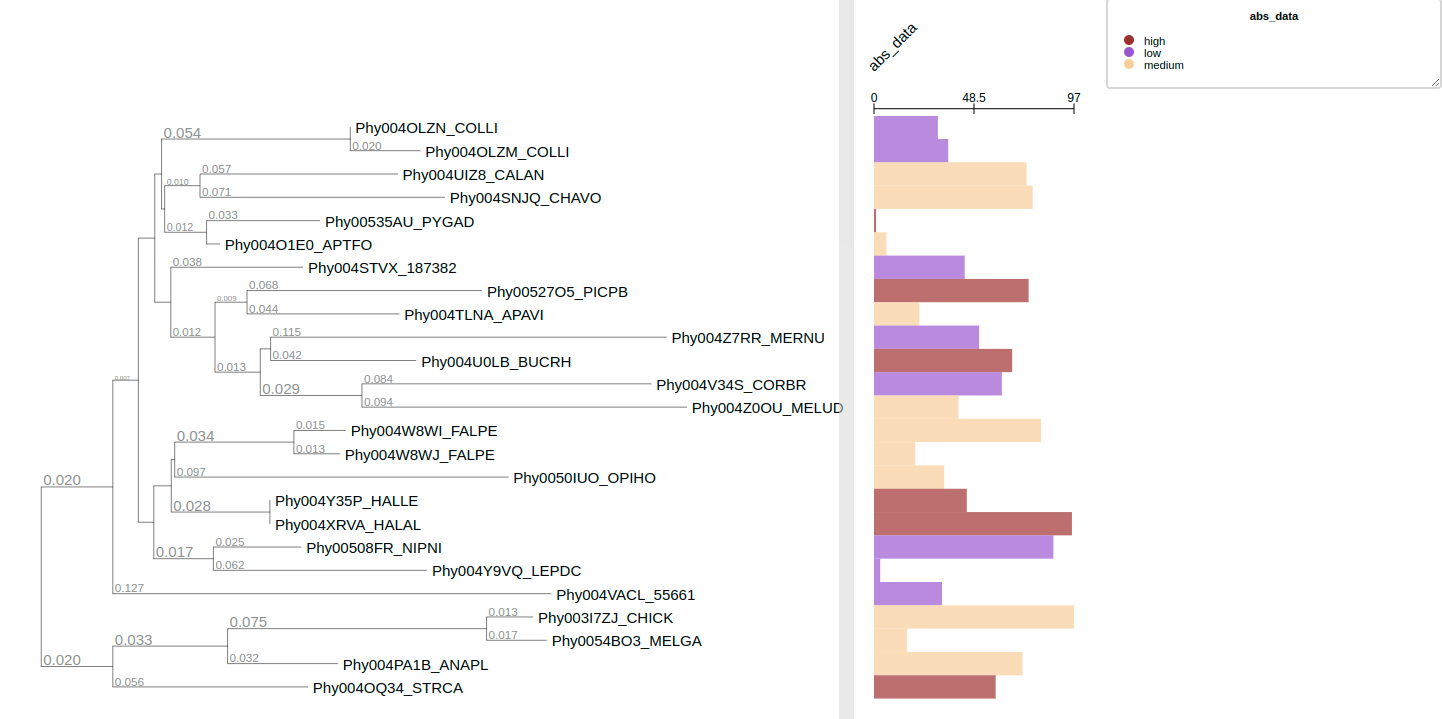 abs_data
abs_data
high
low
medium
0 48.5 97
0.054 Phy004OLZN_COLLI
0.020 Phy004OLZM_COLLI
0.057 Phy004UIZ8_CALAN
0.010
0.071 Phy004SNJQ_CHAVO
0.033 Phy00535AU_PYGAD
0.012
Phy004O1E0_APTFO
0.038 Phy004STVX_187382
0.068 Phy00527O5_PICPB
0.009
0.044 Phy004TLNA_APAVI
0.012
0.115 Phy004Z7RR_MERNU
0.042 Phy004U0LB_BUCRH
0.013
0.084 Phy004V34S_CORBR
0.029
0.094 Phy004Z0OU_MELUD
0.015 Phy004W8WI_FALPE
0.034
0.013 Phy004W8WJ_FALPE
0.097 Phy0050IUO_OPIHO
0.020
Phy004Y35P_HALLE
0.028
Phy004XRVA_HALAL
0.025 Phy00508FR_NIPNI
0.017
0.062 Phy004Y9VQ_LEPDC
0.127 Phy004VACL_55661
0.013 Phy003I7ZJ_CHICK
0.075
0.017 Phy0054BO3_MELGA
0.033
0.032 Phy004PA1B_ANAPL
0.020
0.056 Phy004OQ34_STRCA